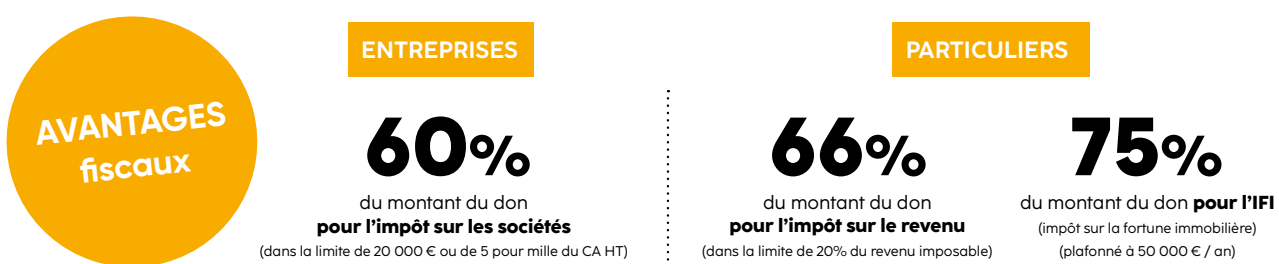 AVANTAGES
fiscaux
ENTREPRISES
60%
du montant du don
pour l'impôt sur les sociétés
(dans la limite de 20 000 € ou de 5 pour mille du CA HT)
PARTICULIERS
66%
du montant du don
pour l'impôt sur le revenu
(dans la limite de 20% du revenu imposable)
75%
du montant du don pour l'IFI
(impôt sur la fortune immobilière)
(plafonné à 50 000 € / an)